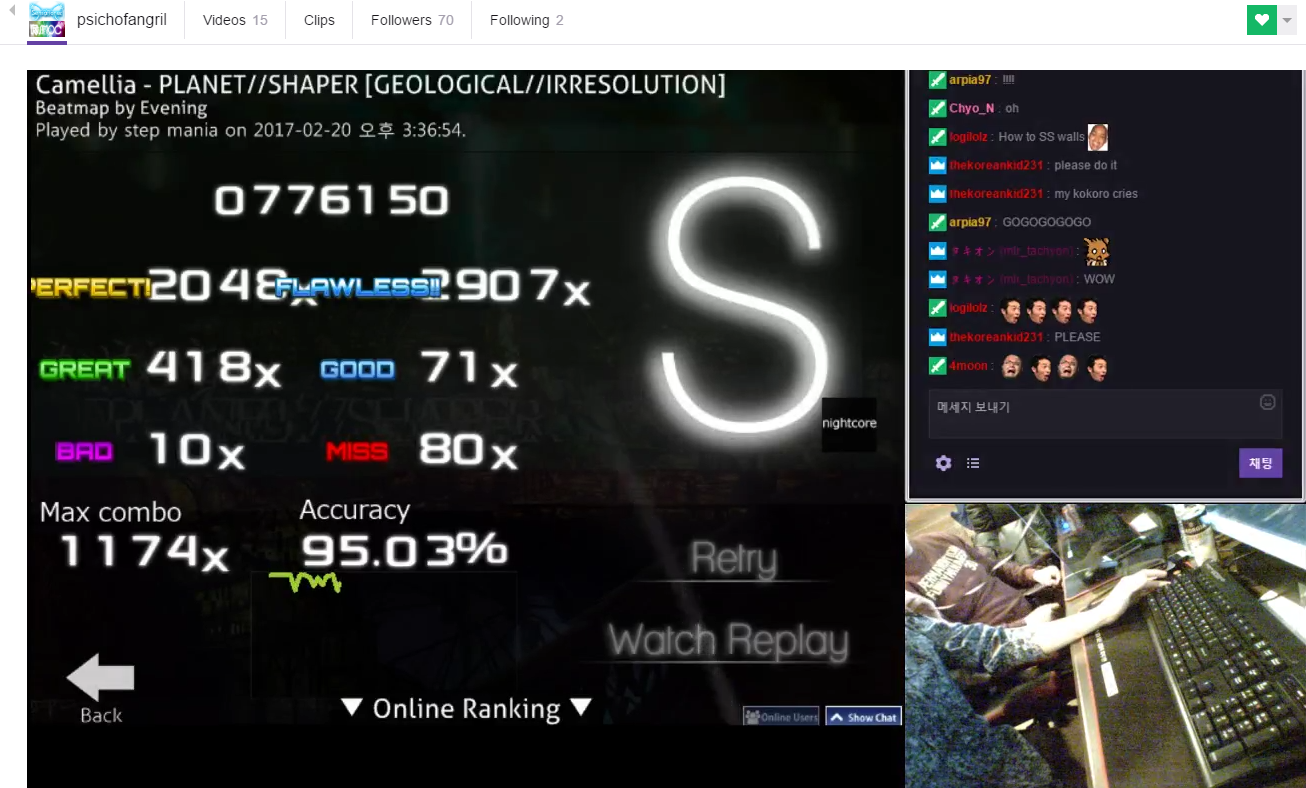 psichofangril
Videos 15
Clips
Followers 70
Following 2
Camellia - PLANET//SHAPER [GEOLOGICAL//IRRESOLUTION]
Beatmap by Evening
Played by step mania on 2017-02-20 오후 3:36:54.
0776150
PERFECT! 2048x FLAWLESS!! 2907x
GREAT 418x GOOD 71x
BAD 10x MISS 80x
Max combo
1174x
Accuracy
95.03%
S
nightcore
Retry
Watch Replay
Back
▼ Online Ranking ▼
Online Users
Show Chat
arpia97 : !!!!
Chyo_N : oh
logilolz : How to SS walls
thekoreankid231 : please do it
thekoreankid231 : my kokoro cries
arpia97 : GOGOGOGOGO
タキオン (mlr_tachyon) :
タキオン (mlr_tachyon) : WOW
logilolz :
thekoreankid231 : PLEASE
4moon :
메세지 보내기
채팅